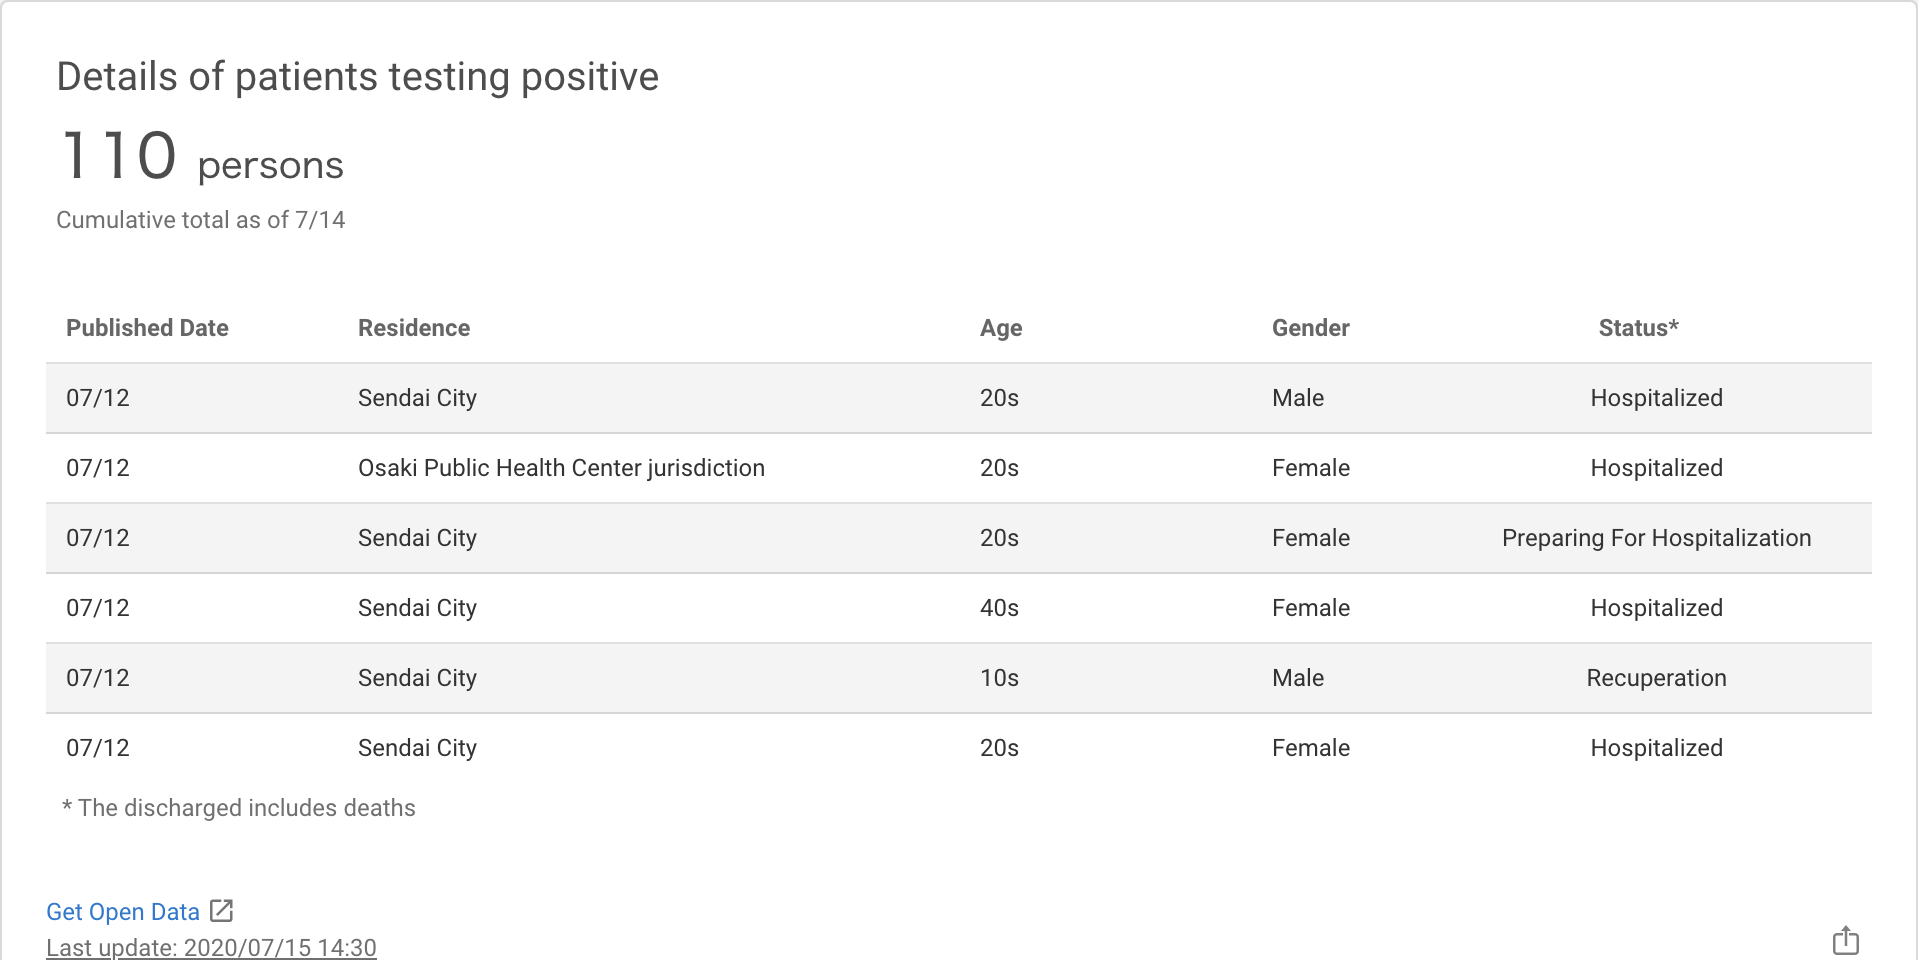 Details of patients testing positive
110 persons
Cumulative total as of 7/14
Published Date Residence Age Gender Status*
07/12 Sendai City 20s Male Hospitalized
07/12 Osaki Public Health Center jurisdiction 20s Female Hospitalized
07/12 Sendai City 20s Female Preparing For Hospitalization
07/12 Sendai City 40s Female Hospitalized
07/12 Sendai City 10s Male Recuperation
07/12 Sendai City 20s Female Hospitalized
* The discharged includes deaths
Get Open Data
Last update: 2020/07/15 14:30